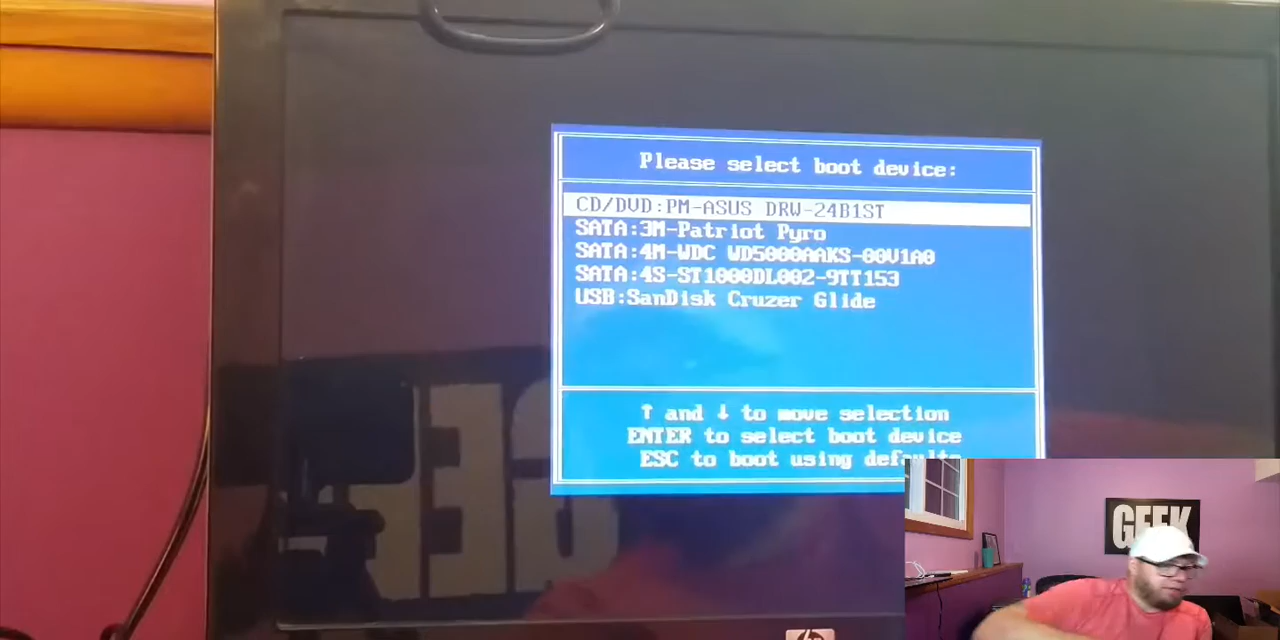 Please select boot device:
CD/DVD:PM-ASUS DRW-24B1ST
SATA:3M-Patriot Pyro
SATA:4M-WDC WD5000AAKS-00V1A0
SATA:4S-ST1000DL002-9TT153
USB:SanDisk Cruzer Glide
↑ and ↓ to move selection
ENTER to select boot device
ESC to boot using defaults
GEEK
hp